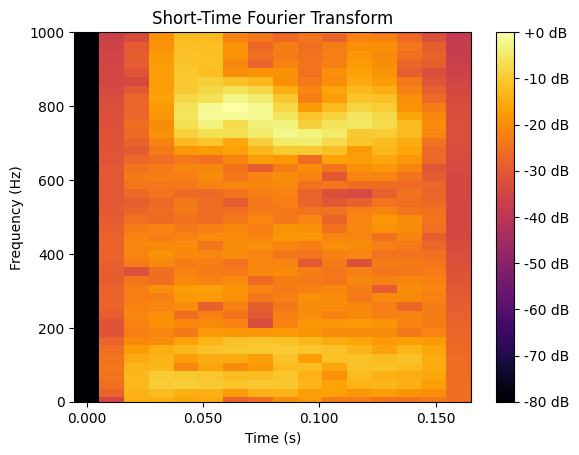 Short-Time Fourier Transform
Frequency (Hz)
1000
800
600
400
200
0
0.000
0.050
0.100
0.150
Time (s)
+0 dB
-10 dB
-20 dB
-30 dB
-40 dB
-50 dB
-60 dB
-70 dB
-80 dB